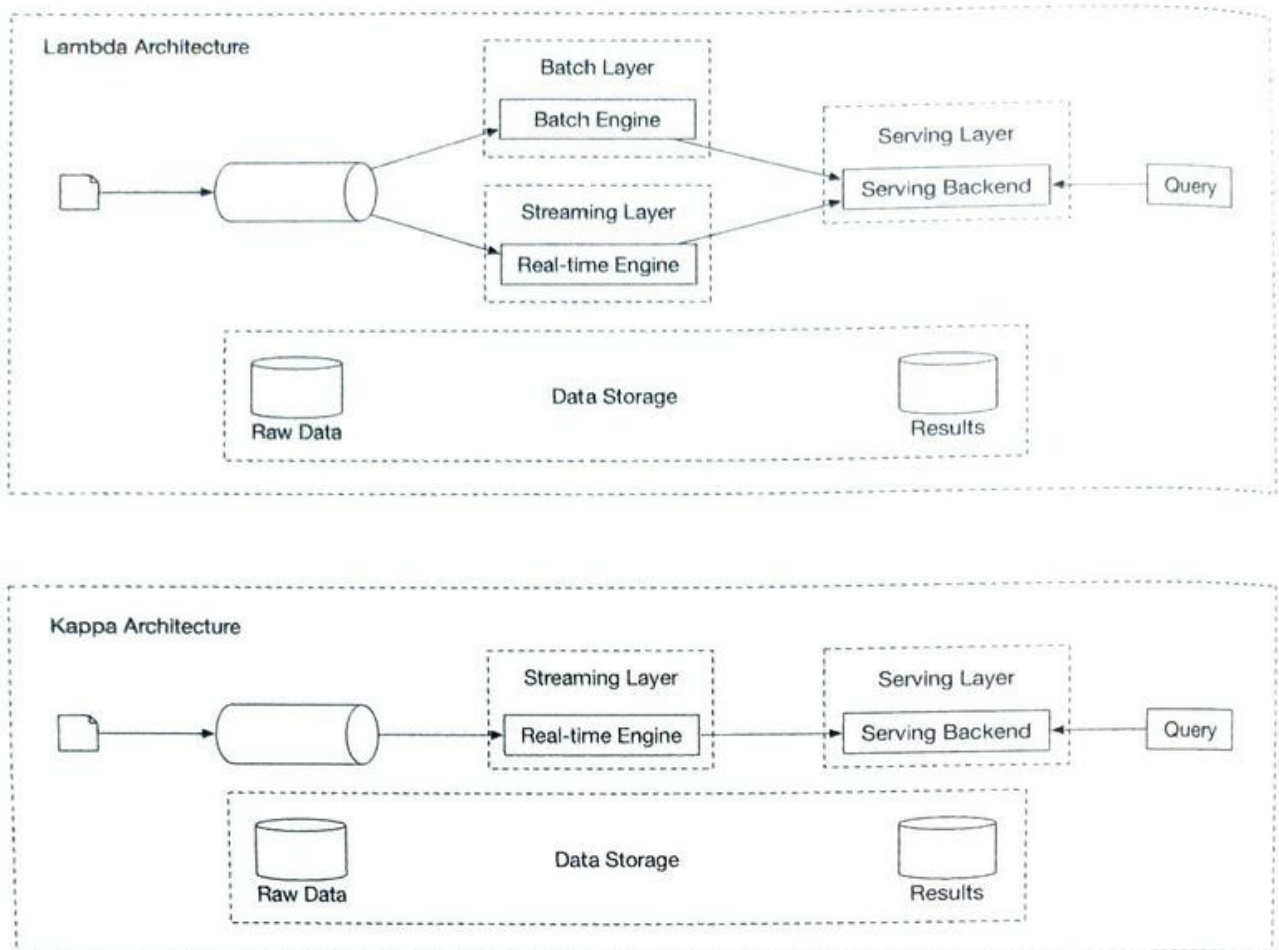 Lambda Architecture
Batch Layer
Batch Engine
Streaming Layer
Real-time Engine
Serving Layer
Serving Backend
Query
Raw Data
Data Storage
Results
Kappa Architecture
Streaming Layer
Real-time Engine
Serving Layer
Serving Backend
Query
Raw Data
Data Storage
Results